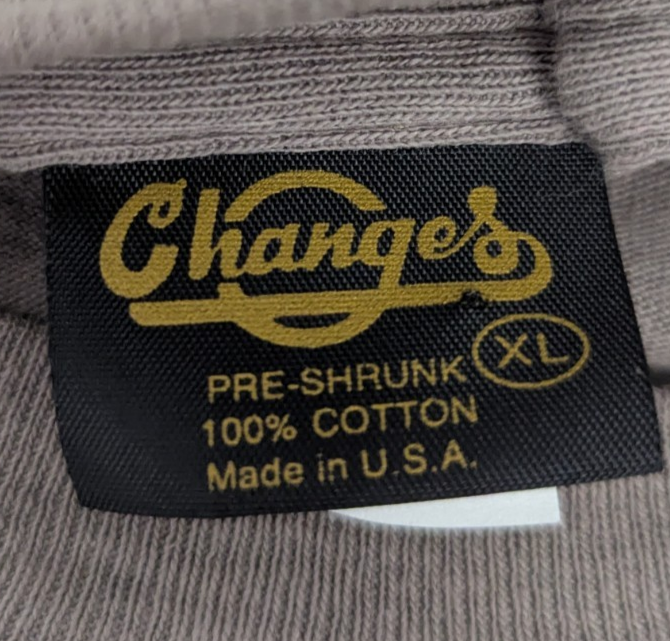 Changes
XL
PRE-SHRUNK
100% COTTON
Made in U.S.A.